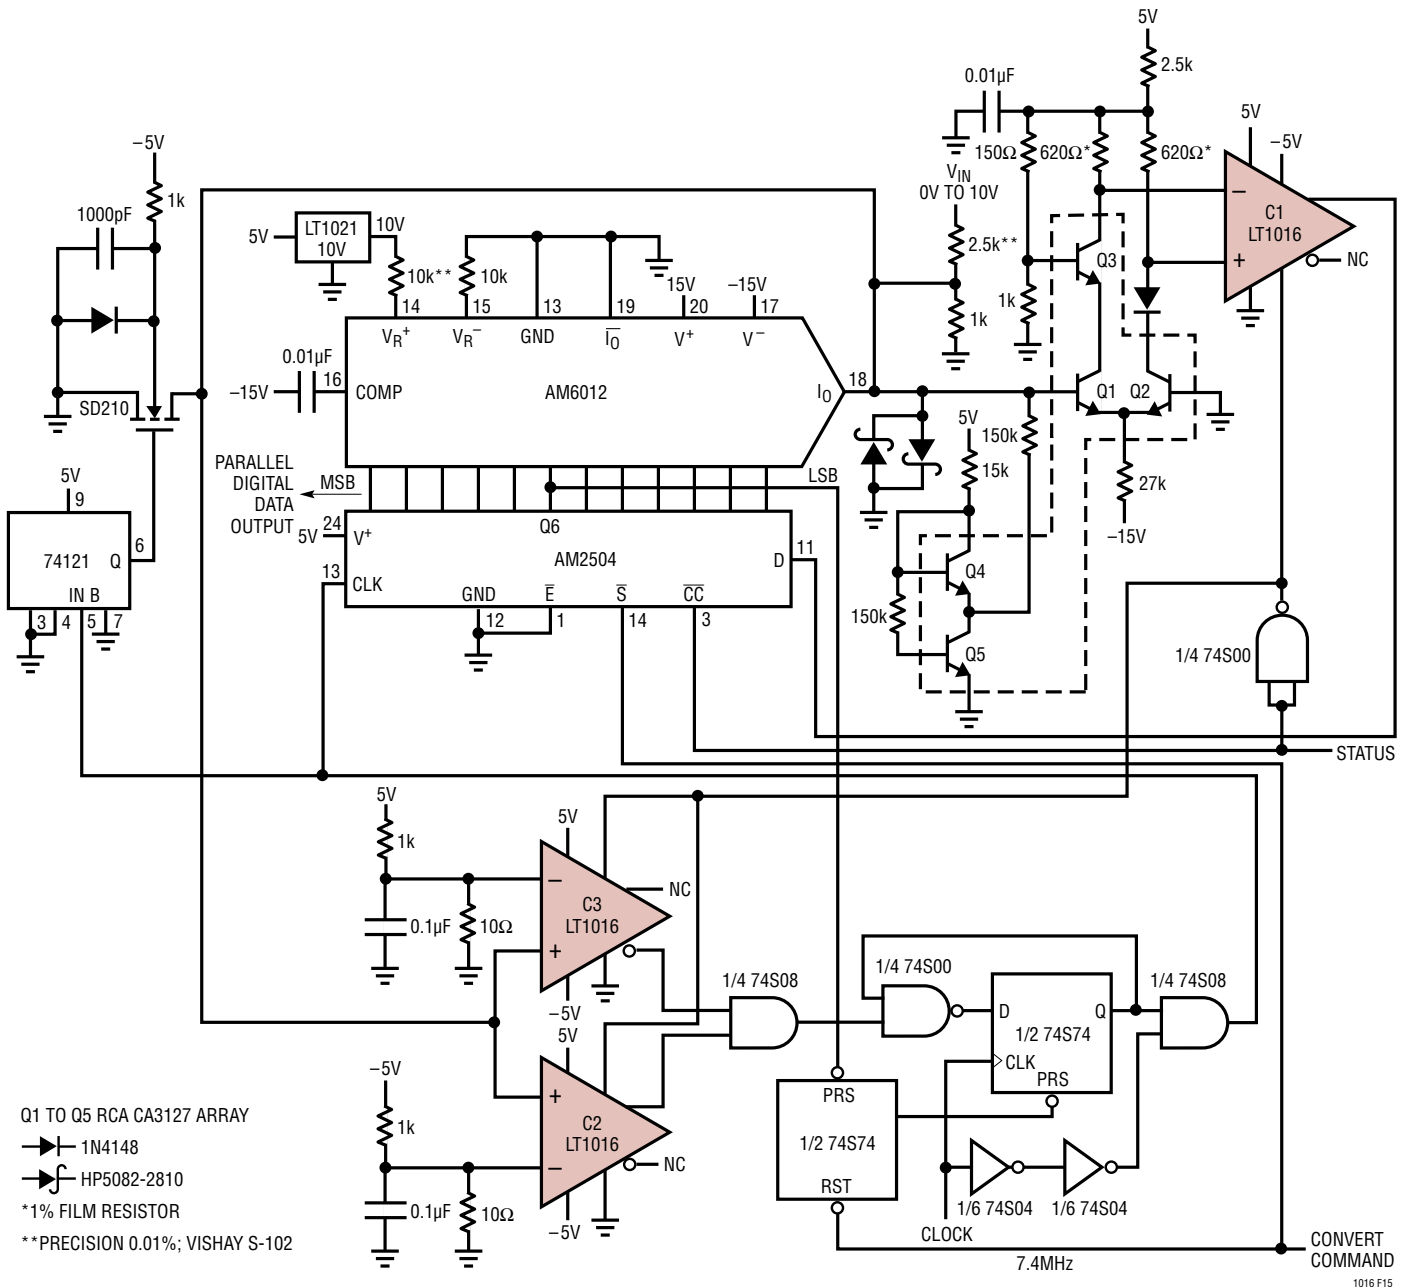 5V
2.5k
0.01µF
5V
–5V
150Ω
620Ω*
620Ω*
–
C1
LT1016
+
NC
–5V
1k
1000pF
VIN
0V TO 10V
2.5k**
1k
1k
Q3
Q1
Q2
5V
LT1021
10V
10V
10k**
10k
15V
–15V
14
15
13
19
20
17
VR+
VR–
GND
IO
V+
V–
0.01µF
–15V
16
COMP
AM6012
IO
18
SD210
5V
15k
150k
27k
–15V
PARALLEL
DIGITAL
DATA
OUTPUT
MSB
LSB
5V
9
74121
Q
6
IN B
3
4
5
7
5V
24
V+
Q6
AM2504
D
11
13
CLK
GND
E
S
CC
12
1
14
3
Q4
150k
Q5
1/4 74S00
STATUS
5V
1k
5V
–
C3
LT1016
+
NC
0.1µF
10Ω
–5V
5V
–5V
1k
+
C2
LT1016
–
NC
0.1µF
10Ω
–5V
1/4 74S08
1/4 74S00
D
Q
1/2 74S74
CLK
PRS
1/4 74S08
PRS
1/2 74S74
RST
1/6 74S04
1/6 74S04
CLOCK
7.4MHz
CONVERT
COMMAND
Q1 TO Q5 RCA CA3127 ARRAY
1N4148
HP5082-2810
*1% FILM RESISTOR
**PRECISION 0.01%; VISHAY S-102
1016 F15